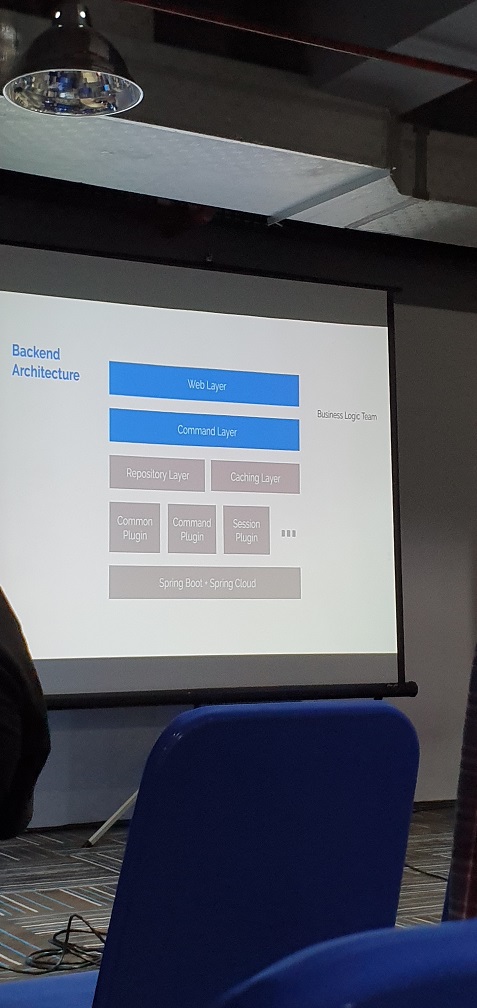 Backend
Architecture
Web Layer
Command Layer
Business Logic Team
Repository Layer
Caching Layer
Common
Plugin
Command
Plugin
Session
Plugin
Spring Boot + Spring Cloud